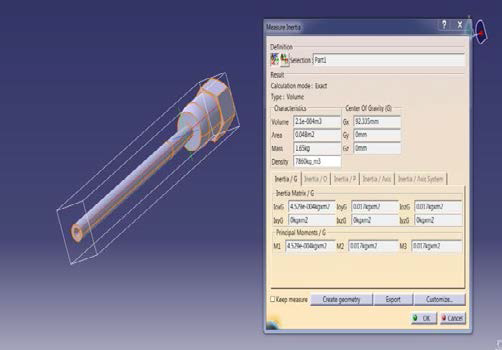 Measure Inertia
Definition
Selection : Part1
Result
Calculation mode : Exact
Type : Volume
Characteristics Center Of Gravity (G)
Volume 2.1e-004m3 Gx 92.335mm
Area 0.048m2 Gy 0mm
Mass 1.65kg Gz 0mm
Density 7860kg_m3
Inertia / G Inertia / O Inertia / P Inertia / Axis Inertia / Axis System
Inertia Matrix / G
IoxG 4.529e-004kgxm2 IoyG 0.017kgxm2 IozG 0.017kgxm2
IxyG 0kgxm2 IxzG 0kgxm2 IyzG 0kgxm2
Principal Moments / G
M1 4.529e-004kgxm2 M2 0.017kgxm2 M3 0.017kgxm2
Keep measure Create geometry Export Customize...
OK Cancel